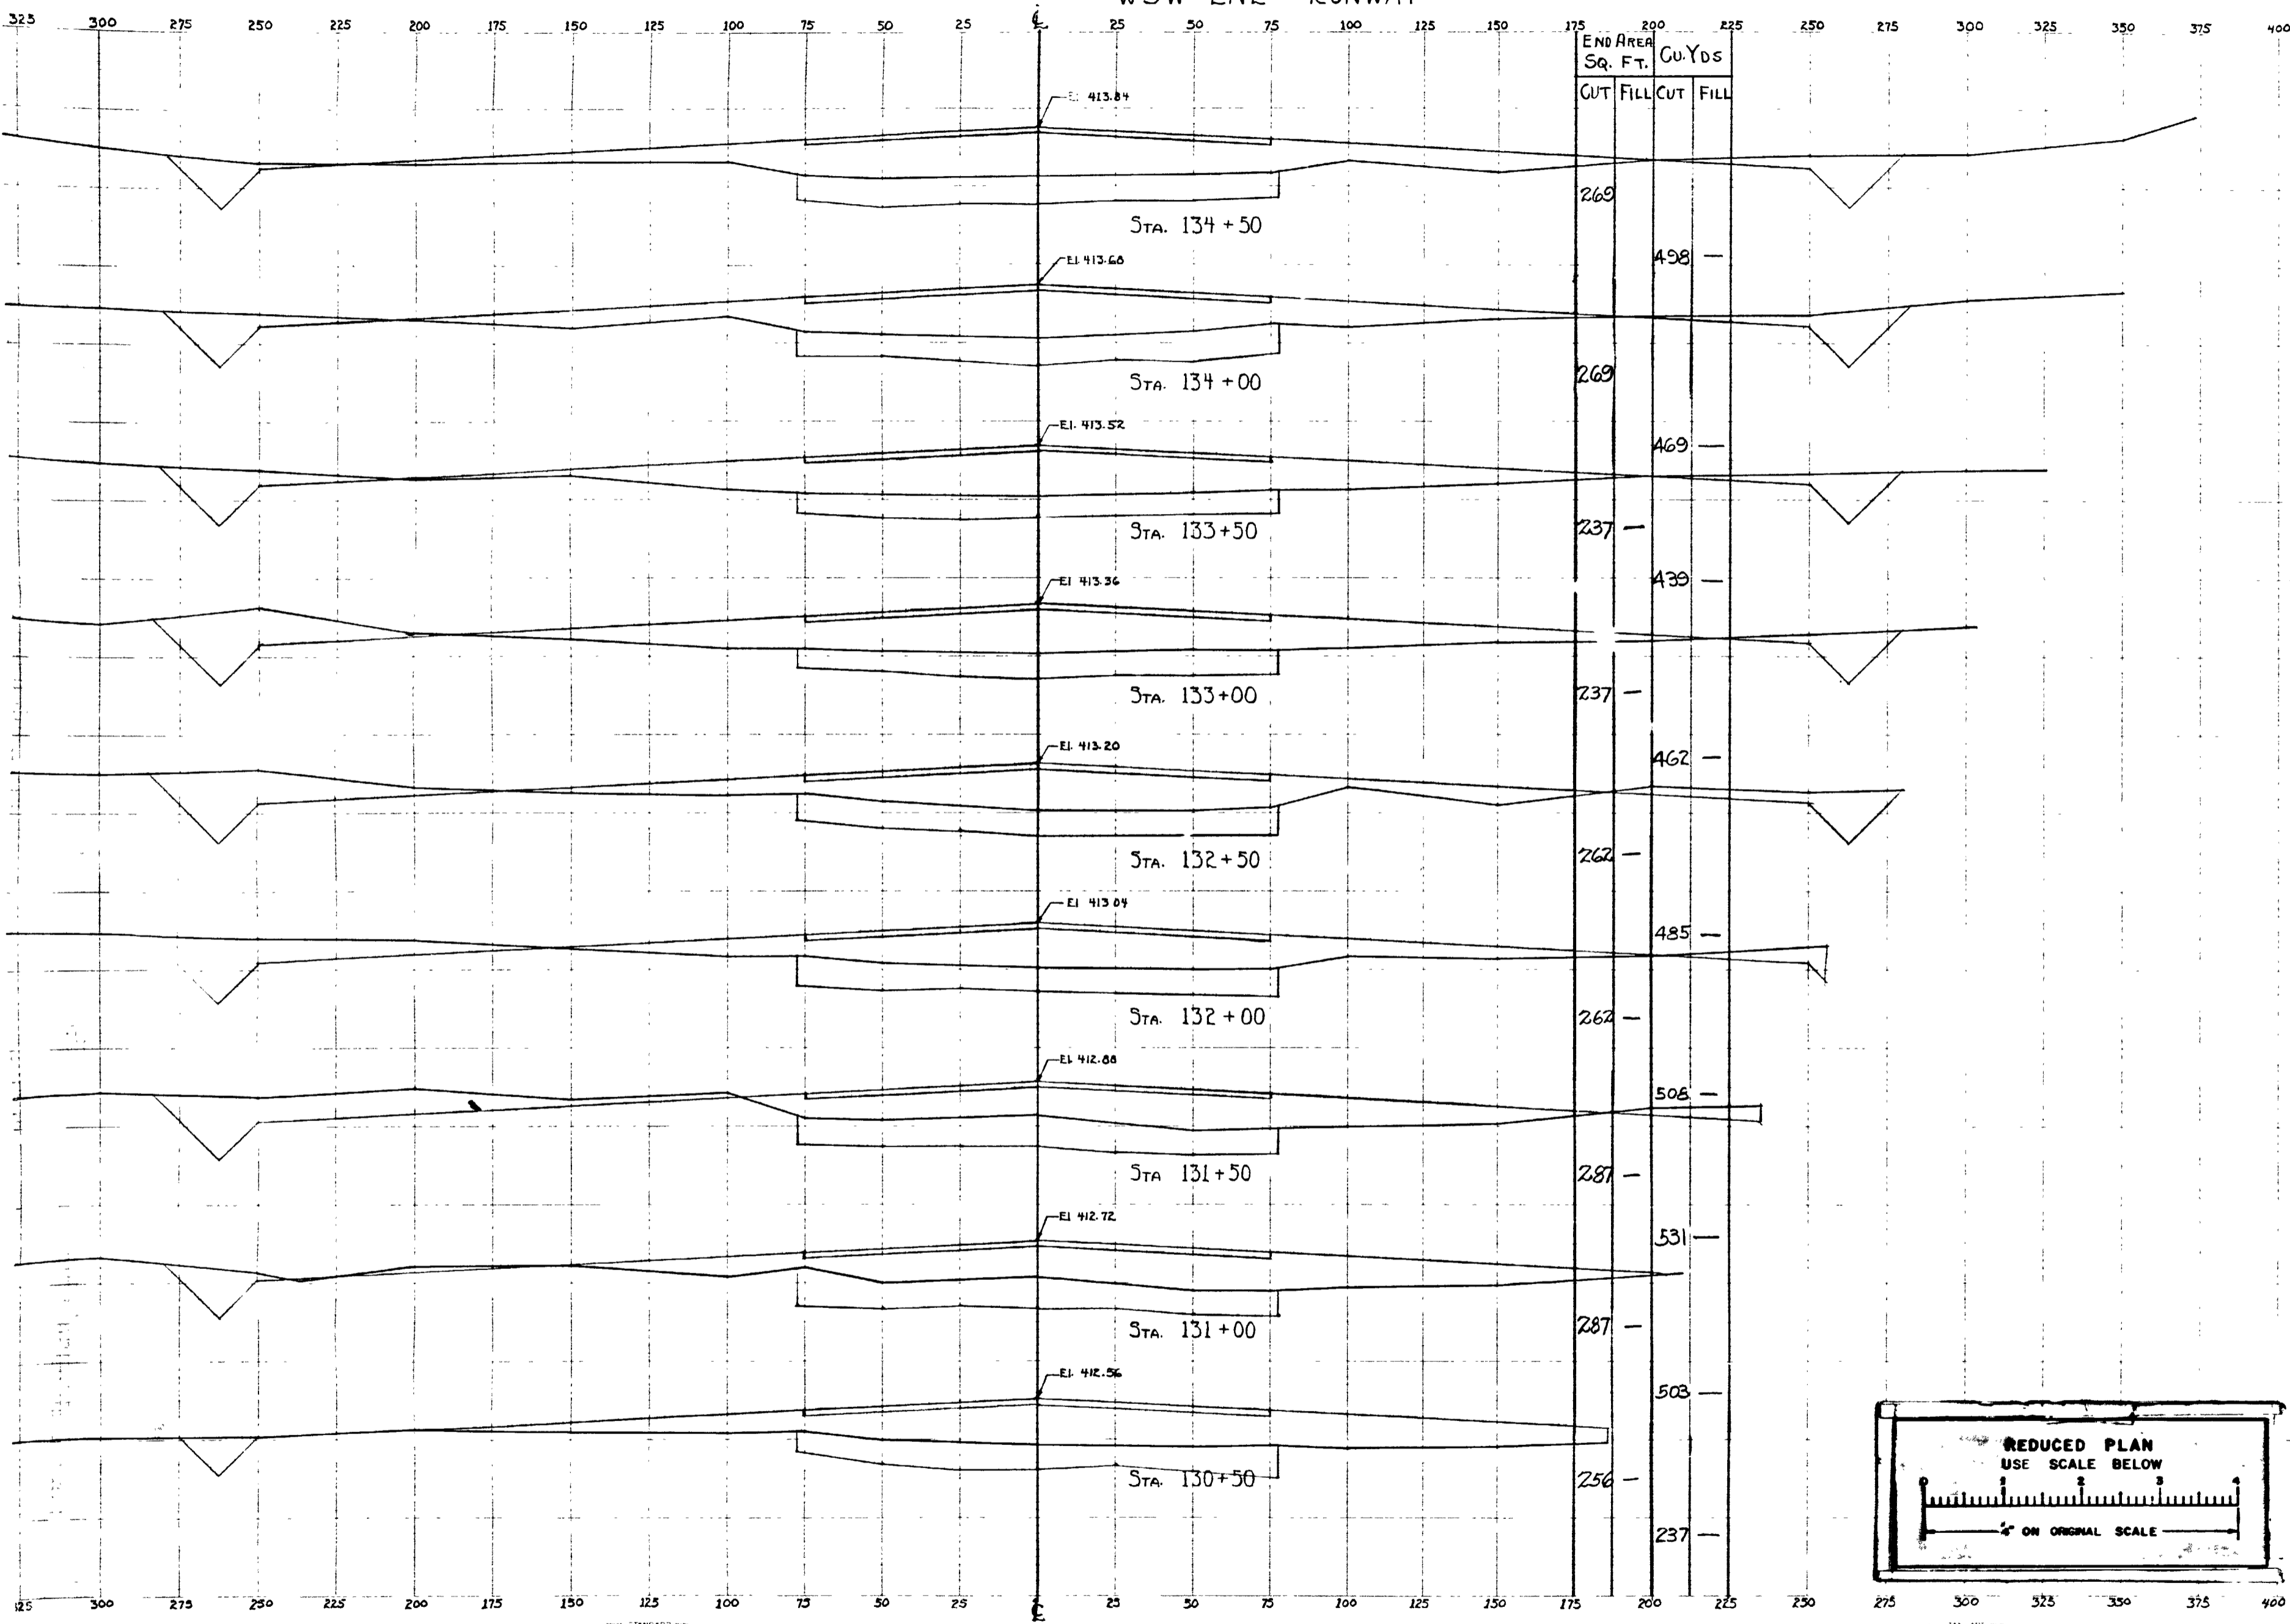 WSW-ENE RUNWAY
325 300 275 250 225 200 175 150 125 100 75 50 25 ℄ 25 50 75 100 125 150 175 200 225 250 275 300 325 350 375 400
END AREA SQ. FT. CU. YDS
CUT FILL CUT FILL
El 413.84
269
STA. 134+50
498 —
El. 413.68
STA. 134+00
269
El. 413.52
469 —
STA. 133+50
237 —
El 413.36
439 —
STA. 133+00
237 —
El. 413.20
462 —
STA. 132+50
262 —
El 413 04
485 —
STA. 132+00
262 —
El. 412.88
508 —
STA 131+50
287 —
El 412.72
531 —
STA. 131+00
287 —
El. 412.56
503 —
STA. 130+50
256 —
237 —
REDUCED PLAN
USE SCALE BELOW
0 1 2 3 4
4" ON ORIGINAL SCALE
325 300 275 250 225 200 175 150 125 100 75 50 25 ℄ 25 50 75 100 125 150 175 200 225 250 275 300 325 350 375 400